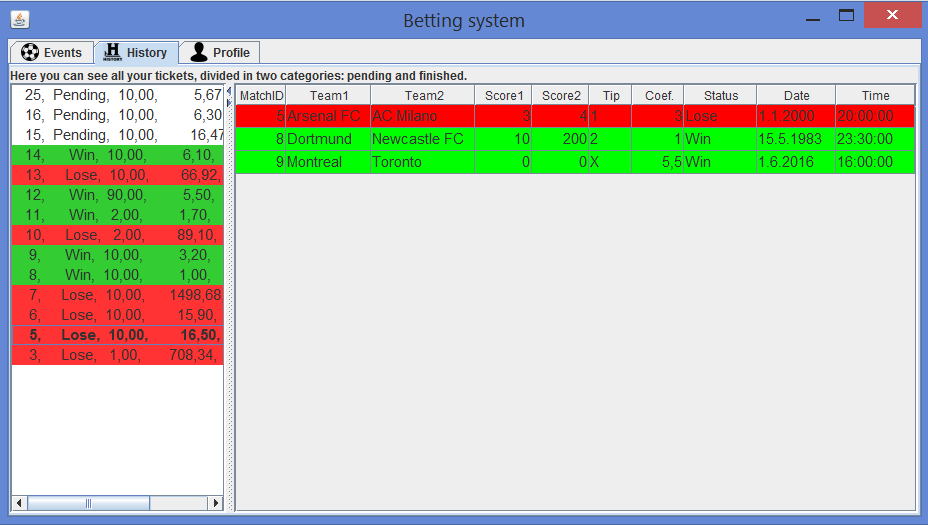 Betting system
Events HISTORY History Profile
Here you can see all your tickets, divided in two categories: pending and finished.
25, Pending, 10,00, 5,67
16, Pending, 10,00, 6,30
15, Pending, 10,00, 16,47
14, Win, 10,00, 6,10,
13, Lose, 10,00, 66,92,
12, Win, 90,00, 5,50,
11, Win, 2,00, 1,70,
10, Lose, 2,00, 89,10,
9, Win, 10,00, 3,20,
8, Win, 10,00, 1,00,
7, Lose, 10,00, 1498,68
6, Lose, 10,00, 15,90,
5, Lose, 10,00, 16,50,
3, Lose, 1,00, 708,34,
MatchID Team1 Team2 Score1 Score2 Tip Coef. Status Date Time
5 Arsenal FC AC Milano 3 4 1 3 Lose 1.1.2000 20:00:00
8 Dortmund Newcastle FC 10 200 2 1 Win 15.5.1983 23:30:00
9 Montreal Toronto 0 0 X 5,5 Win 1.6.2016 16:00:00